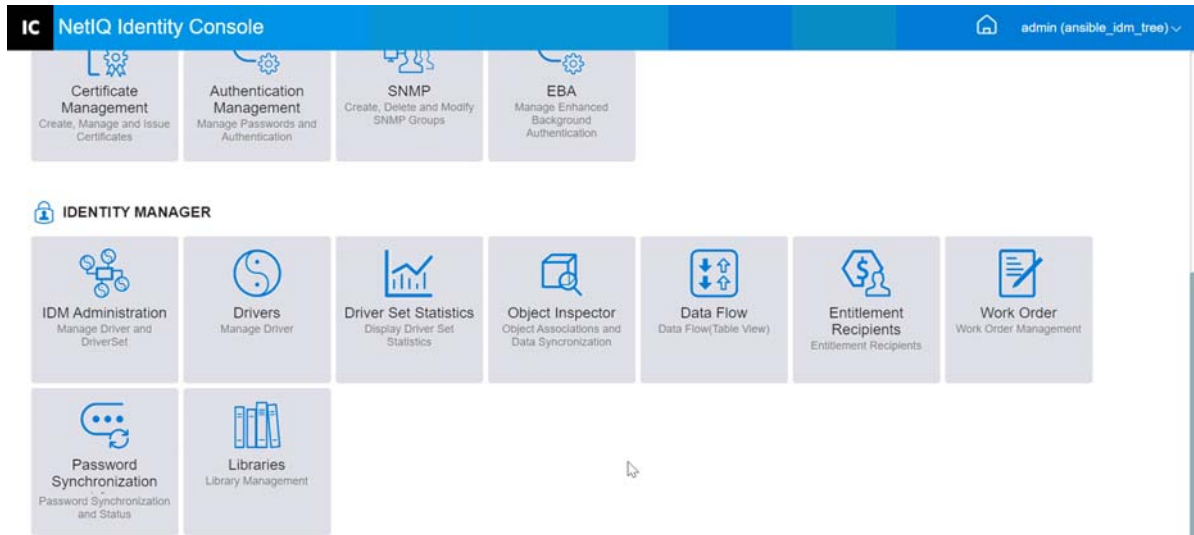 IC NetIQ Identity Console
admin (ansible_idm_tree)
Certificate
Management
Create, Manage and Issue
Certificates
Authentication
Management
Manage Passwords and
Authentication
SNMP
Create, Delete and Modify
SNMP Groups
EBA
Manage Enhanced
Background
Authentication
IDENTITY MANAGER
IDM Administration
Manage Driver and
DriverSet
Drivers
Manage Driver
Driver Set Statistics
Display Driver Set
Statistics
Object Inspector
Object Associations and
Data Syncronization
Data Flow
Data Flow(Table View)
Entitlement
Recipients
Entitlement Recipients
Work Order
Work Order Management
Password
Synchronization
Password Synchronization
and Status
Libraries
Library Management